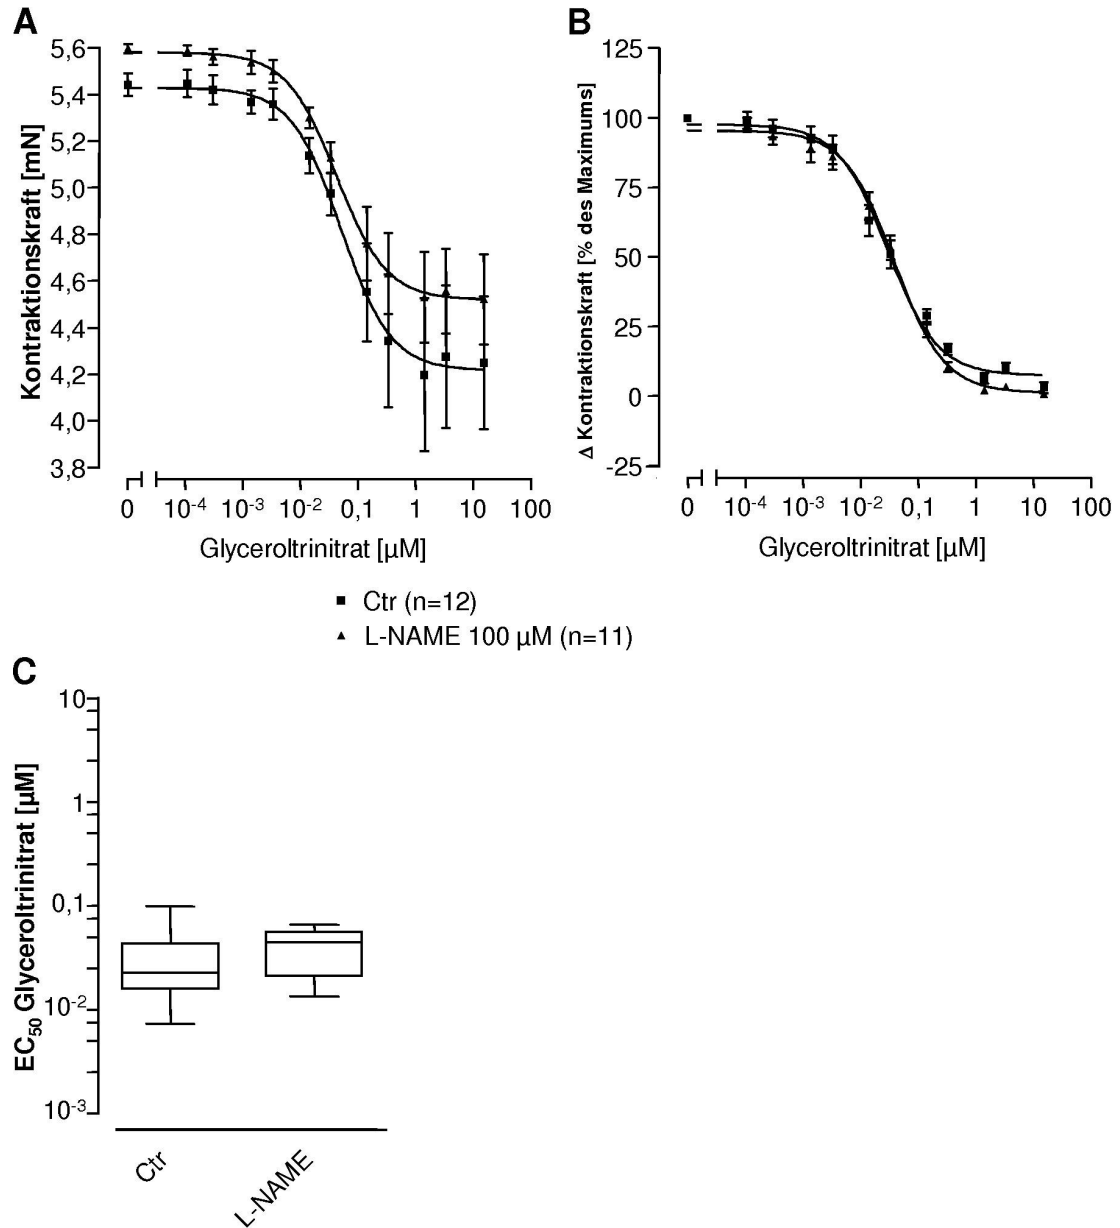 A
Kontraktionskraft [mN]
5,6
5,4
5,2
5,0
4,8
4,6
4,4
4,2
4,0
3,8
0 10⁻⁴ 10⁻³ 10⁻² 0,1 1 10 100
Glyceroltrinitrat [µM]
B
Δ Kontraktionskraft [% des Maximums]
125
100
75
50
25
0
-25
0 10⁻⁴ 10⁻³ 10⁻² 0,1 1 10 100
Glyceroltrinitrat [µM]
Ctr (n=12)
L-NAME 100 µM (n=11)
C
EC₅₀ Glyceroltrinitrat [µM]
10
1
0,1
10⁻²
10⁻³
Ctr
L-NAME